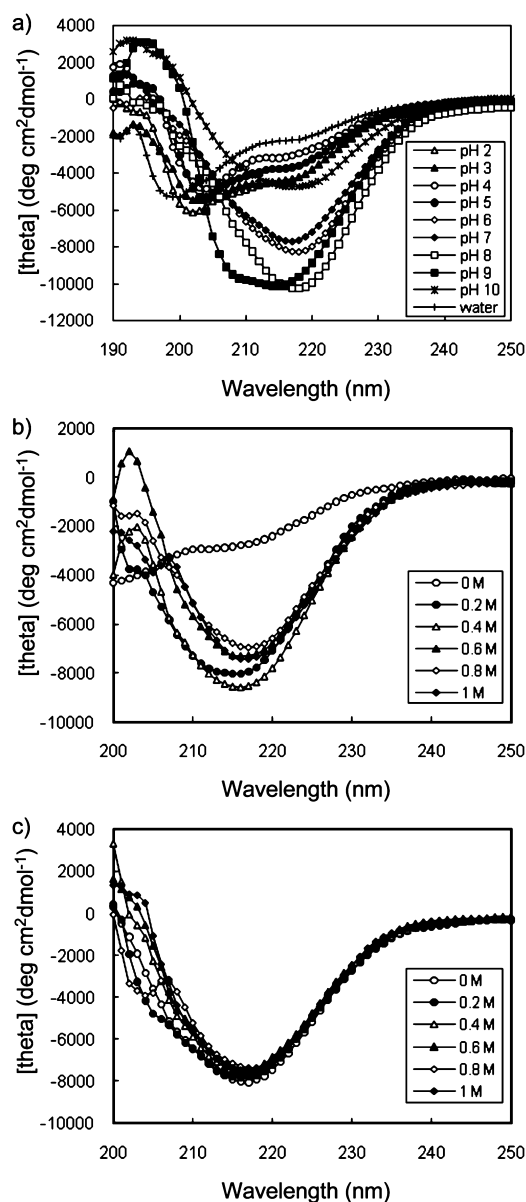 a)
4000
2000
0
-2000
-4000
-6000
-8000
-10000
-12000
[theta] (deg cm²dmol⁻¹)
pH 2
pH 3
pH 4
pH 5
pH 6
pH 7
pH 8
pH 9
pH 10
water
190 200 210 220 230 240 250
Wavelength (nm)
b)
2000
0
-2000
-4000
-6000
-8000
-10000
[theta] (deg cm²dmol⁻¹)
0 M
0.2 M
0.4 M
0.6 M
0.8 M
1 M
200 210 220 230 240 250
Wavelength (nm)
c)
4000
2000
0
-2000
-4000
-6000
-8000
-10000
[theta] (deg cm²dmol⁻¹)
0 M
0.2 M
0.4 M
0.6 M
0.8 M
1 M
200 210 220 230 240 250
Wavelength (nm)